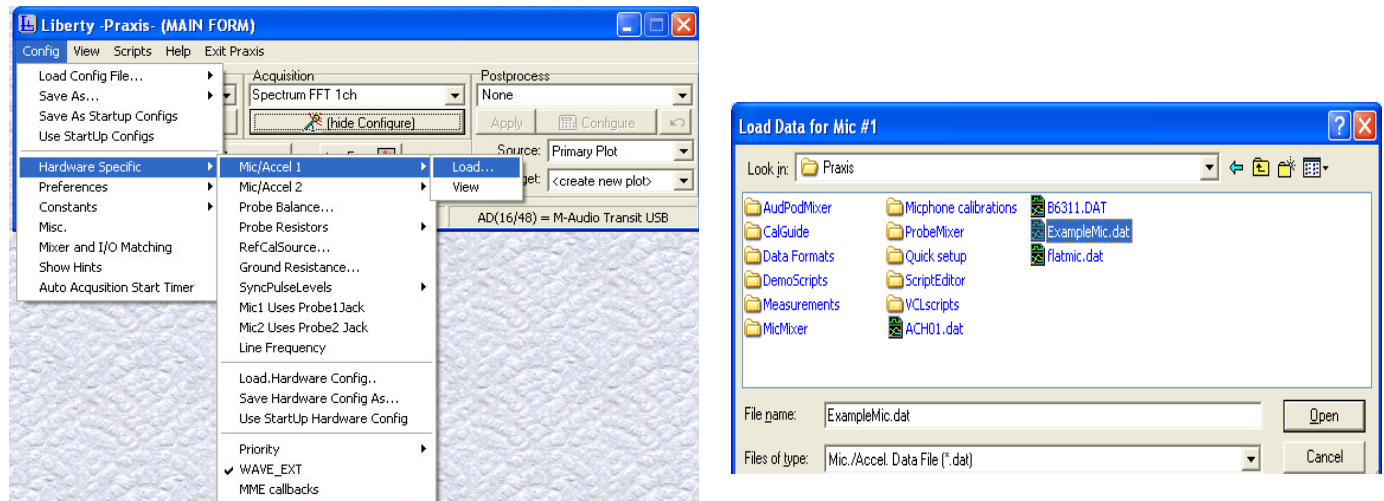 Liberty -Praxis- (MAIN FORM)
Config View Scripts Help Exit Praxis
Load Config File...
Save As...
Save As Startup Configs
Use StartUp Configs
Hardware Specific
Preferences
Constants
Misc.
Mixer and I/O Matching
Show Hints
Auto Acqusition Start Timer
Acquisition
Spectrum FFT 1ch
(hide Configure)
Postprocess
None
Apply Configure
Source: Primary Plot
get: <create new plot>
AD(16/48) = M-Audio Transit USB
Mic/Accel 1
Mic/Accel 2
Probe Balance...
Probe Resistors
RefCalSource...
Ground Resistance...
SyncPulseLevels
Mic1 Uses Probe1Jack
Mic2 Uses Probe2 Jack
Line Frequency
Load.Hardware Config..
Save Hardware Config As...
Use StartUp Hardware Config
Priority
WAVE_EXT
MME callbacks
Load...
View
Load Data for Mic #1
Look in: Praxis
AudPodMixer
CalGuide
Data Formats
DemoScripts
Measurements
MicMixer
Micphone calibrations
ProbeMixer
Quick setup
ScriptEditor
VCLscripts
ACH01.dat
B6311.DAT
ExampleMic.dat
flatmic.dat
File name: ExampleMic.dat
Open
Files of type: Mic./Accel. Data File (*.dat)
Cancel